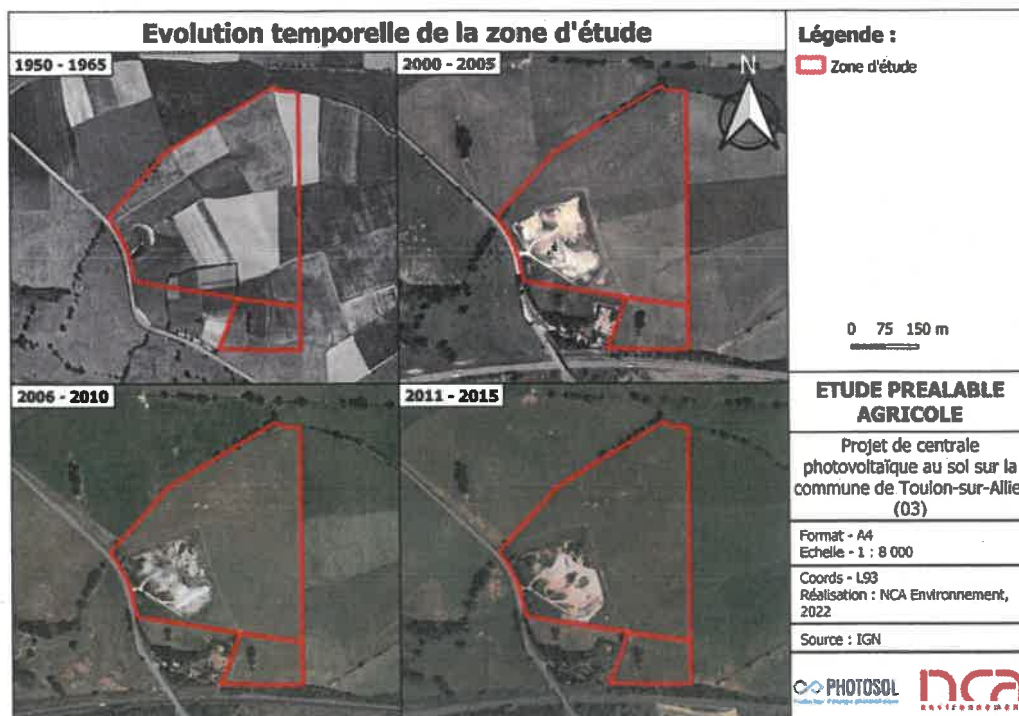 Evolution temporelle de la zone d'étude
1950 - 1965
2000 - 2005
N
2006 - 2010
2011 - 2015
Légende :
Zone d'étude
0 75 150 m
ETUDE PREALABLE
AGRICOLE
Projet de centrale
photovoltaïque au sol sur la
commune de Toulon-sur-Allie
(03)
Format - A4
Echelle - 1 : 8 000
Coords - L93
Réalisation : NCA Environnement,
2022
Source : IGN
PHOTOSOL
nca
environnement